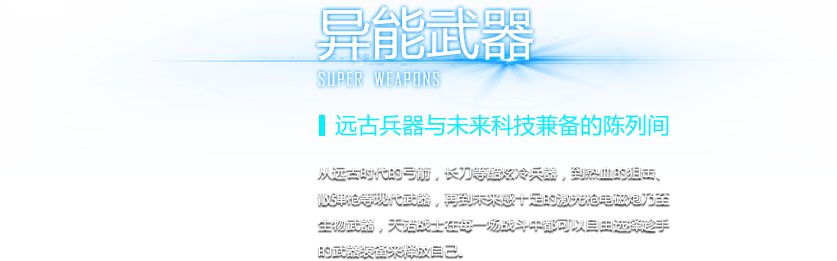 异能武器
SUPER WEAPONS
远古兵器与未来科技兼备的陈列间
从远古时代的弓箭，长刀等酷炫冷兵器，到热血的狙击、
散弹枪等现代武器，再到未来感十足的激光枪电磁炮乃至
生物武器，天诺战士在每一场战斗中都可以自由选择趁手
的武器装备来释放自己。